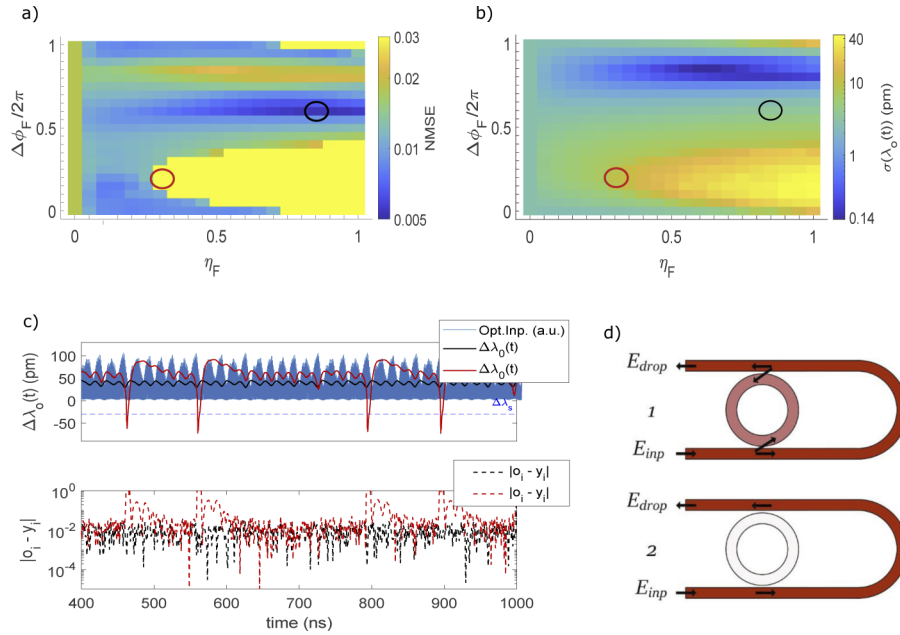 a)
1
0.5
0
Δϕ_F/2π
0
0.5
1
η_F
0.03
0.02
0.01
0.005
NMSE
b)
1
0.5
0
Δϕ_F/2π
0
0.5
1
η_F
40
10
1
0.14
σ(λ_o(t)) (pm)
c)
100
50
0
-50
Δλ_0(t) (pm)
Opt.Inp. (a.u.)
Δλ_0(t)
Δλ_0(t)
Δλ_s
|o_i - y_i|
|o_i - y_i|
10^0
10^-2
10^-4
|o_i - y_i|
400
500
600
700
800
900
1000
time (ns)
d)
E_drop
1
E_inp
E_drop
2
E_inp